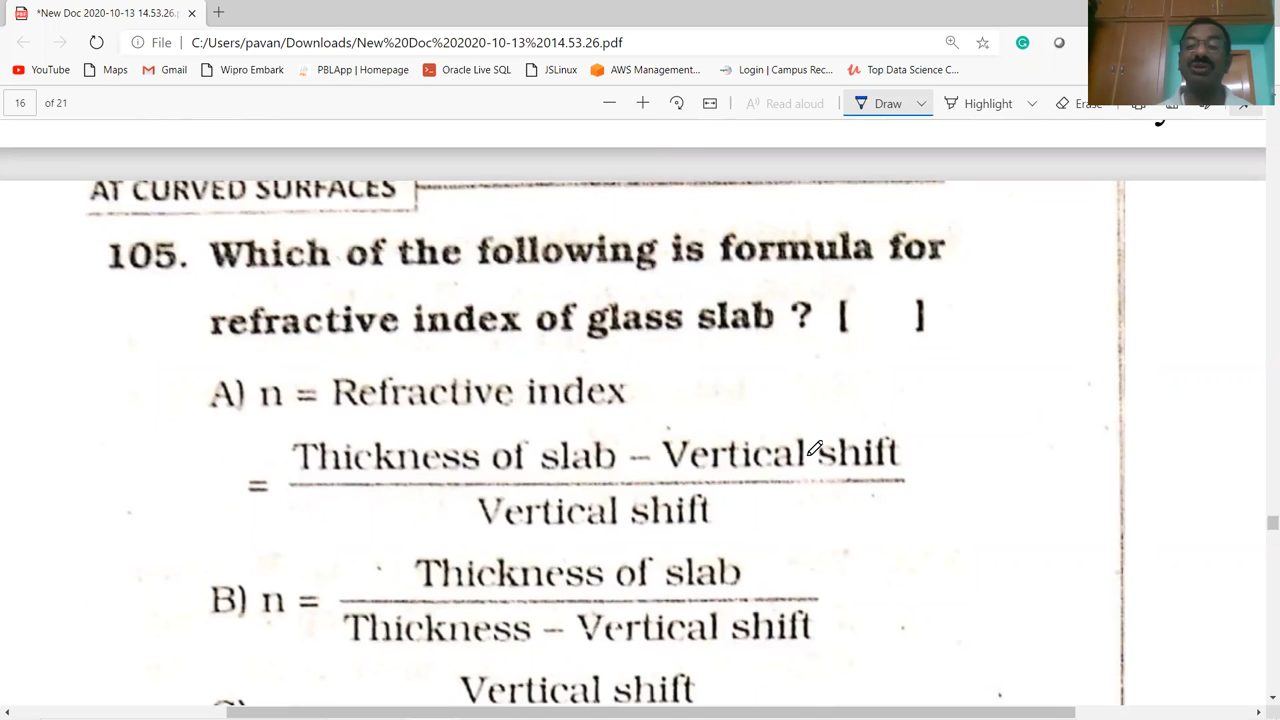 *New Doc 2020-10-13 14.53.26.p
File
C:/Users/pavan/Downloads/New%20Doc%202020-10-13%2014.53.26.pdf
YouTube
Maps
Gmail
Wipro Embark
PBLApp | Homepage
Oracle Live Sql
JSLinux
AWS Management...
Login | Campus Rec...
Top Data Science C...
16 of 21
Read aloud
Draw
Highlight
Erase
AT CURVED SURFACES
105. Which of the following is formula for
refractive index of glass slab ? [ ]
A) n = Refractive index
= Thickness of slab – Vertical shift
Vertical shift
Thickness of slab
B) n =
Thickness – Vertical shift
Vertical shift